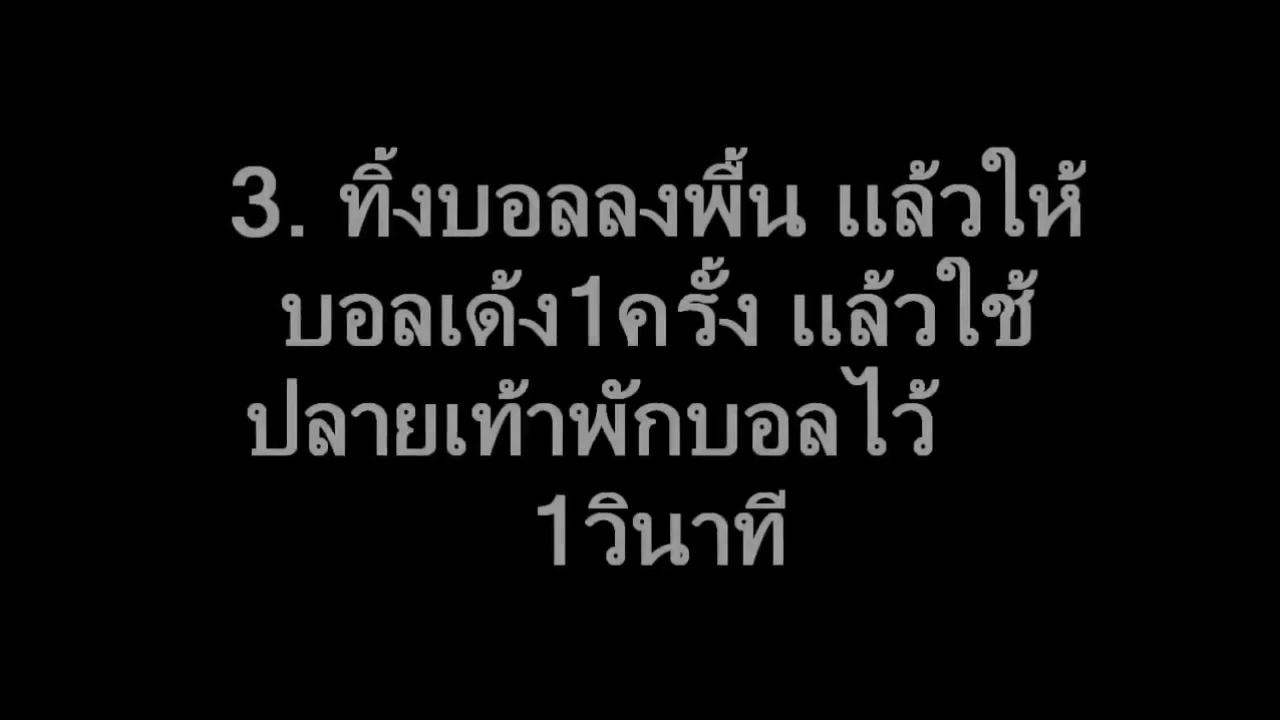 3. ทิ้งบอลลงพื้น แล้วให้
บอลเด้ง1ครั้ง แล้วใช้
ปลายเท้าพักบอลไว้
1วินาที